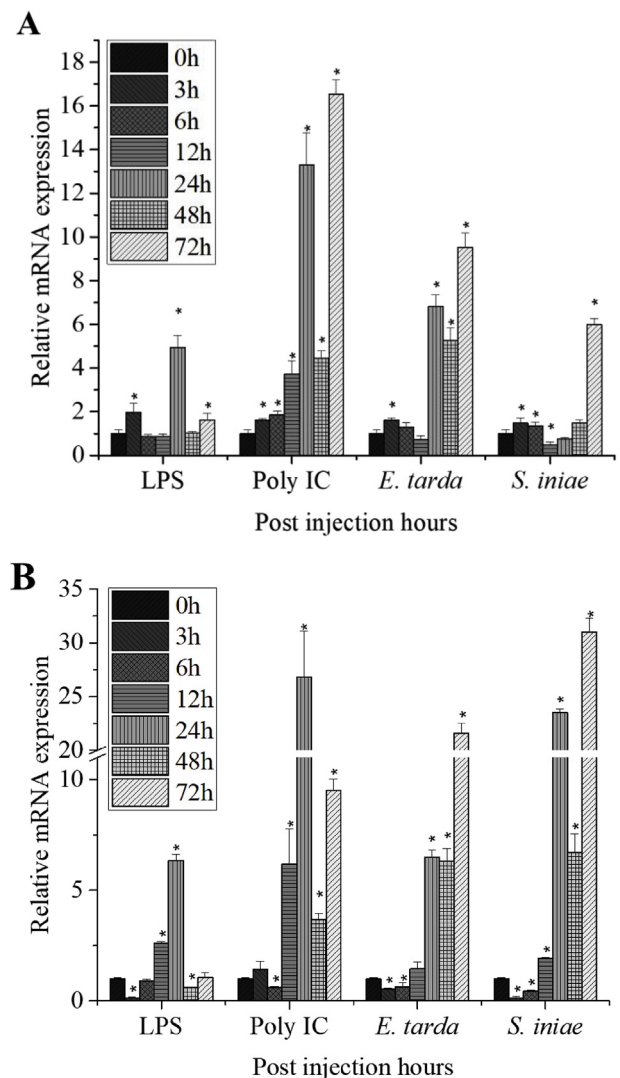 A
18
16
14
12
10
8
6
4
2
0
Relative mRNA expression
0h
3h
6h
12h
24h
48h
72h
* * * * * * * * * * * * * * * * *
LPS Poly IC E. tarda S. iniae
Post injection hours
B
35
30
25
20
10
5
0
Relative mRNA expression
0h
3h
6h
12h
24h
48h
72h
* * * * * * * * * * * * * * * * * * * *
LPS Poly IC E. tarda S. iniae
Post injection hours